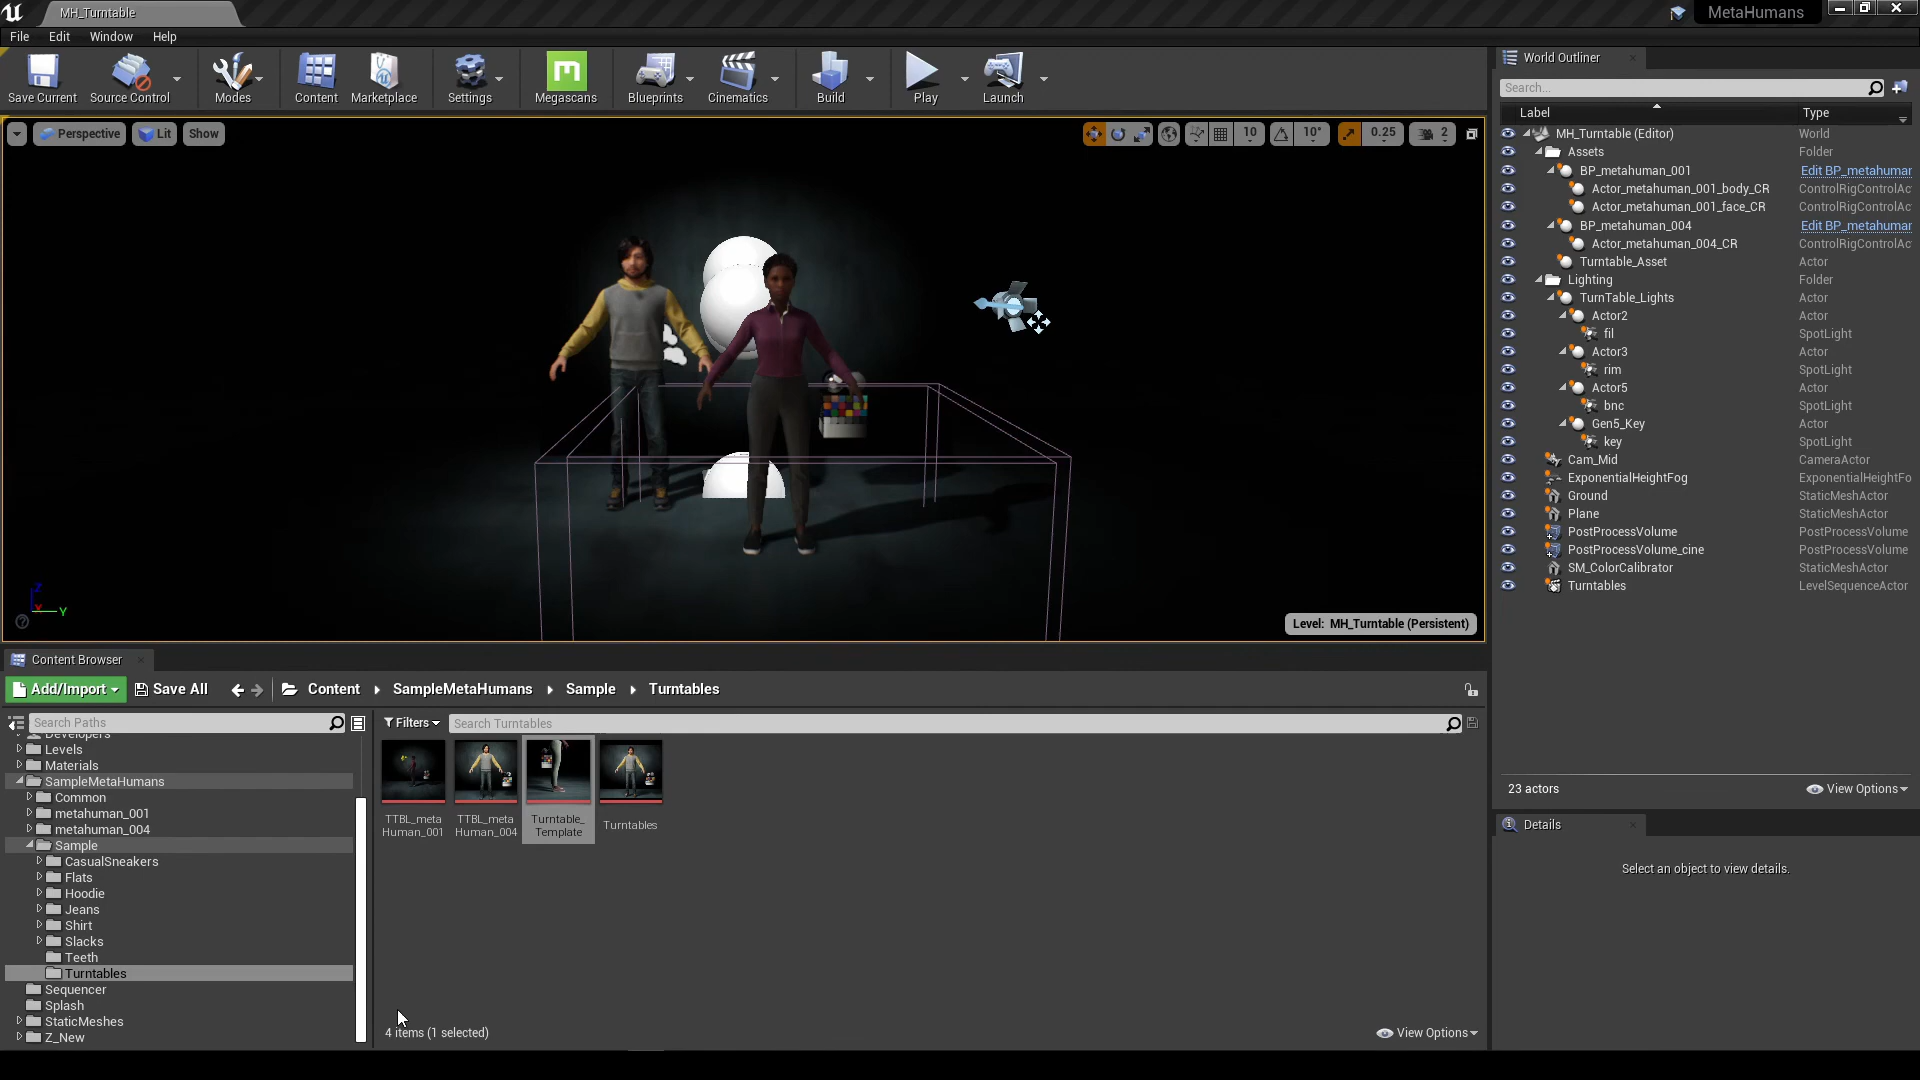 MH_Turntable
MetaHumans
File Edit Window Help
Save Current
Source Control
Modes
Content
Marketplace
Settings
Megascans
Blueprints
Cinematics
Build
Play
Launch
Perspective
Lit
Show
10
10°
0.25
2
Z
Y
Level: MH_Turntable (Persistent)
World Outliner
Search...
Label Type
MH_Turntable (Editor) World
Assets Folder
BP_metahuman_001 Edit BP_metahumar
Actor_metahuman_001_body_CR ControlRigControlAc
Actor_metahuman_001_face_CR ControlRigControlAc
BP_metahuman_004 Edit BP_metahumar
Actor_metahuman_004_CR ControlRigControlAc
Turntable_Asset Actor
Lighting Folder
TurnTable_Lights Actor
Actor2 Actor
fil SpotLight
Actor3 Actor
rim SpotLight
Actor5 Actor
bnc SpotLight
Gen5_Key Actor
key SpotLight
Cam_Mid CameraActor
ExponentialHeightFog ExponentialHeightFo
Ground StaticMeshActor
Plane StaticMeshActor
PostProcessVolume PostProcessVolume
PostProcessVolume_cine PostProcessVolume
SM_ColorCalibrator StaticMeshActor
Turntables LevelSequenceActor
23 actors
View Options
Details
Select an object to view details.
Content Browser
Add/Import
Save All
Content
SampleMetaHumans
Sample
Turntables
Search Paths
Filters
Search Turntables
Developers
Levels
Materials
SampleMetaHumans
Common
metahuman_001
metahuman_004
Sample
CasualSneakers
Flats
Hoodie
Jeans
Shirt
Slacks
Teeth
Turntables
Sequencer
Splash
StaticMeshes
Z_New
TTBL_meta
Human_001
TTBL_meta
Human_004
Turntable_
Template
Turntables
4 items (1 selected)
View Options